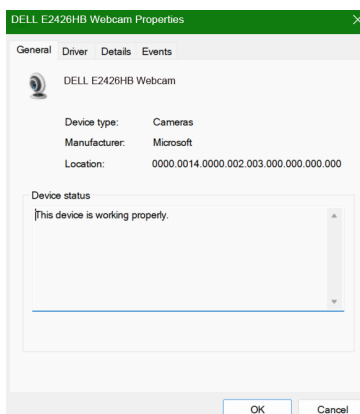 DELL E2426HB Webcam Properties
General Driver Details Events
DELL E2426HB Webcam
Device type: Cameras
Manufacturer: Microsoft
Location: 0000.0014.0000.002.003.000.000.000.000
Device status
This device is working properly.
OK Cancel